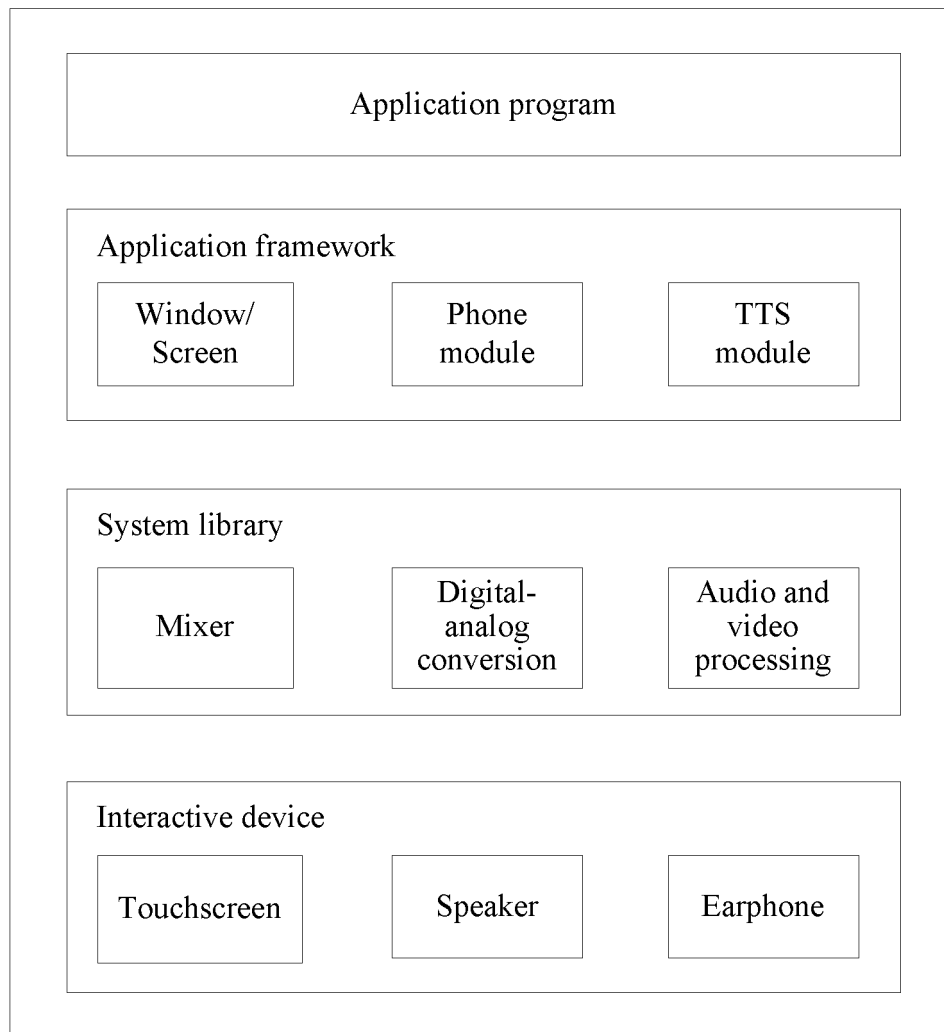 Application program
Application framework
Window/
Screen
Phone
module
TTS
module
System library
Mixer
Digital-
analog
conversion
Audio and
video
processing
Interactive device
Touchscreen
Speaker
Earphone